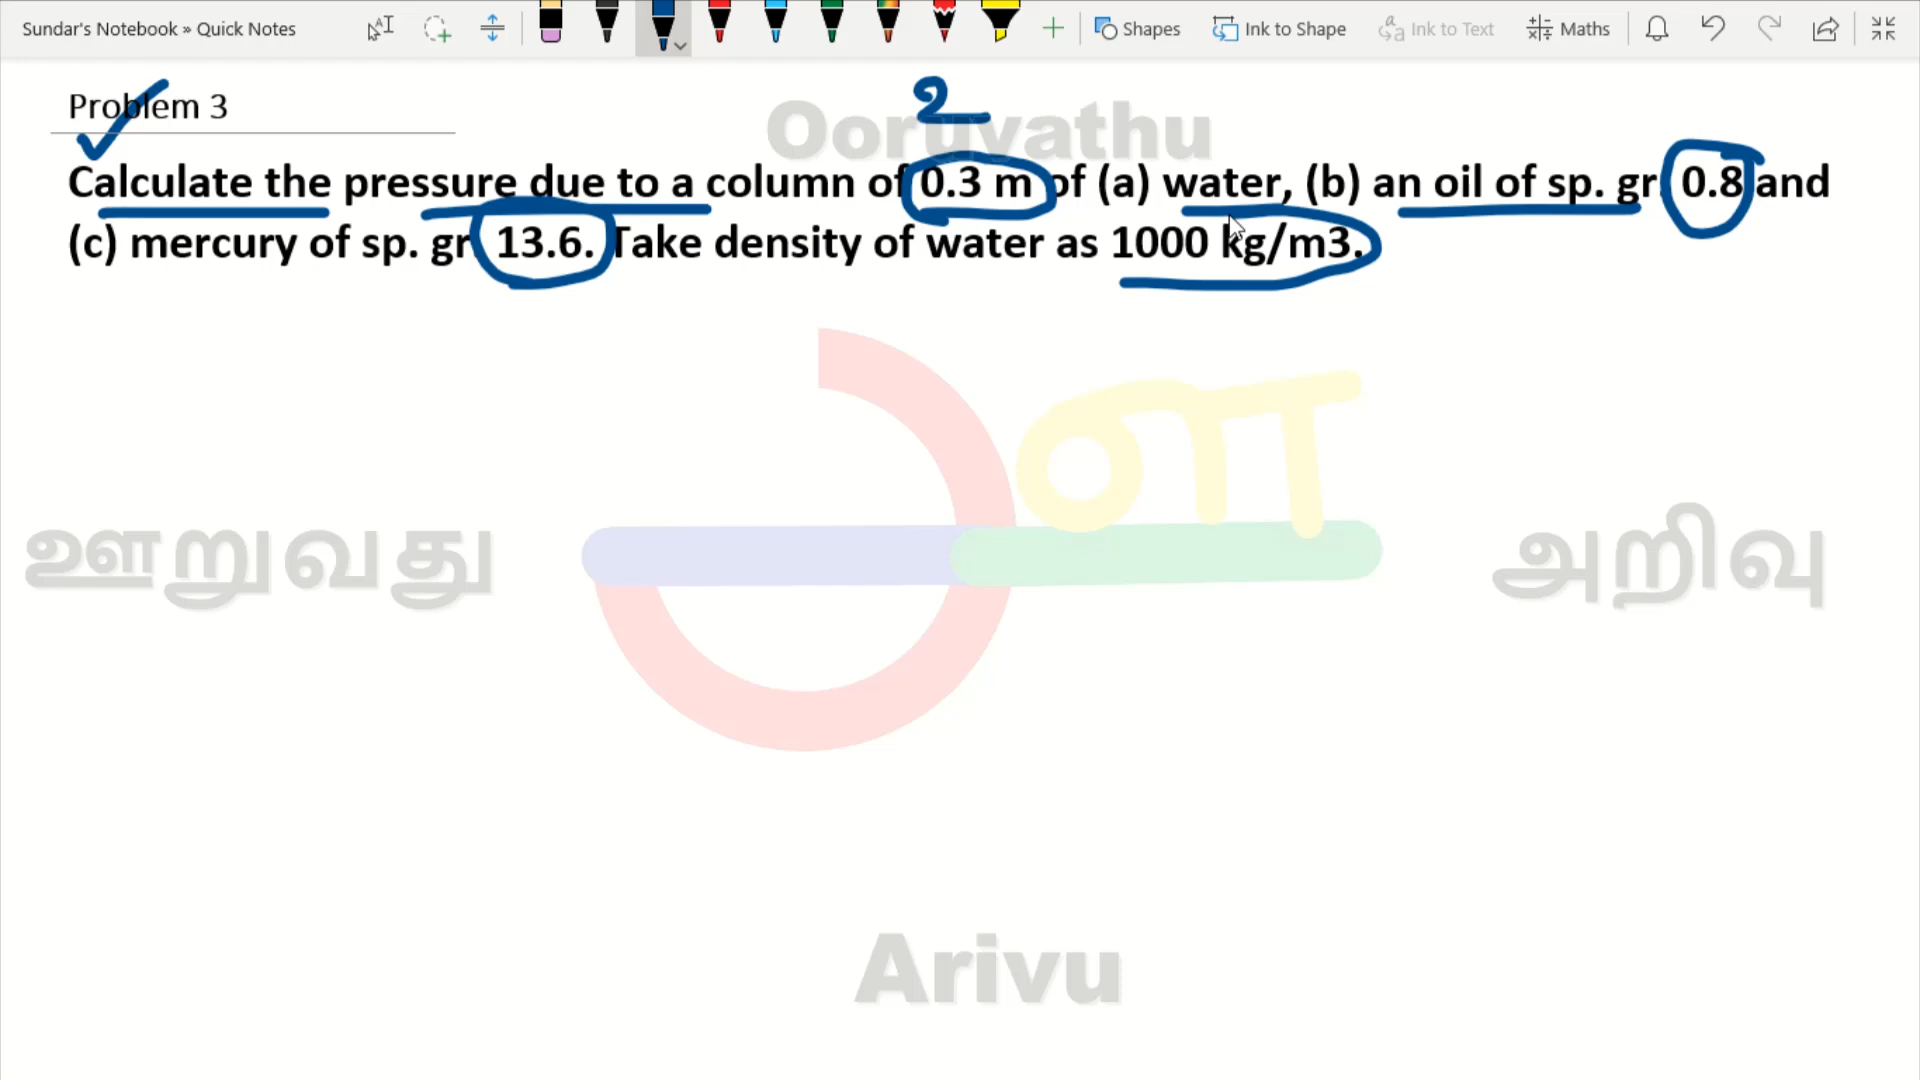 Sundar's Notebook » Quick Notes Shapes Ink to Shape Ink to Text Maths
Problem 3
2
Ooruvathu
Calculate the pressure due to a column of 0.3 m of (a) water, (b) an oil of sp. gr 0.8 and
(c) mercury of sp. gr 13.6. Take density of water as 1000 kg/m3.
ஊறுவது
அறிவு
Arivu